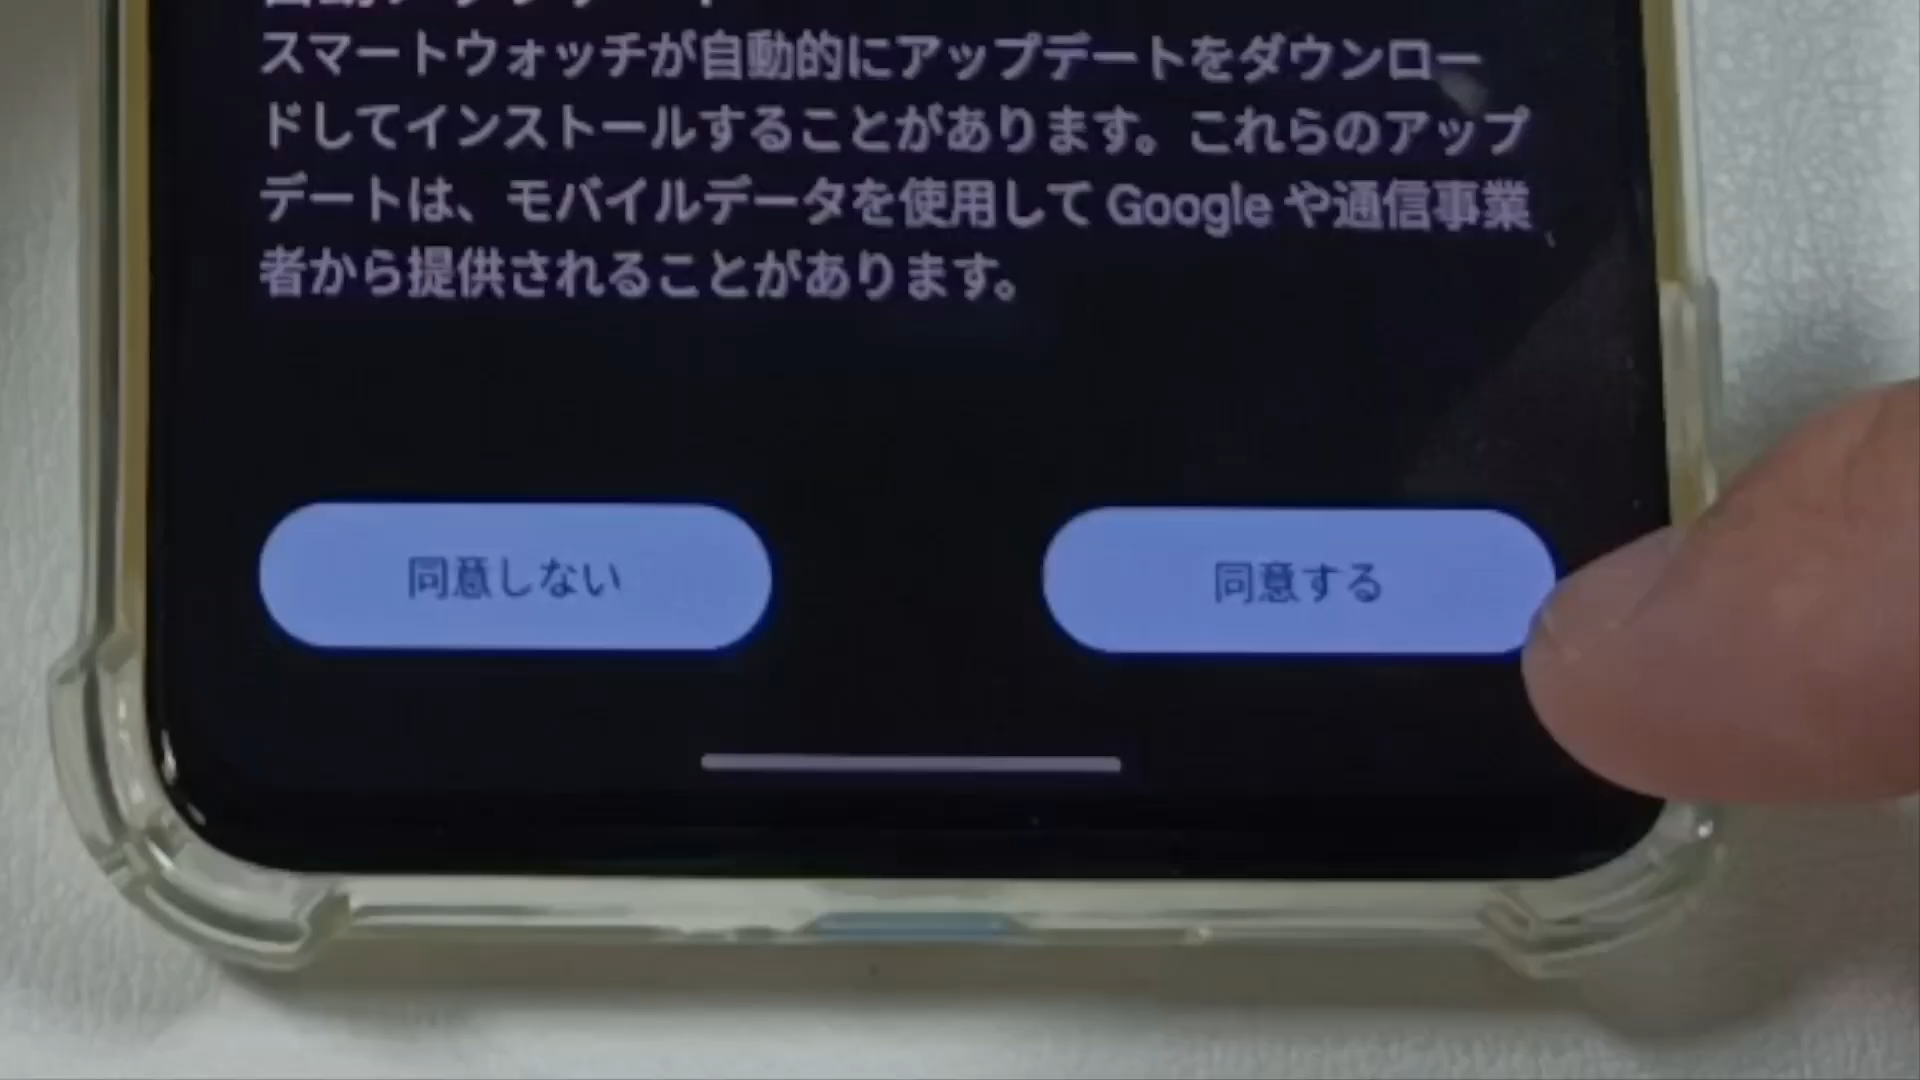 スマートウォッチが自動的にアップデートをダウンロー
ドしてインストールすることがあります。これらのアップ
デートは、モバイルデータを使用して Google や通信事業
者から提供されることがあります。
同意しない
同意する